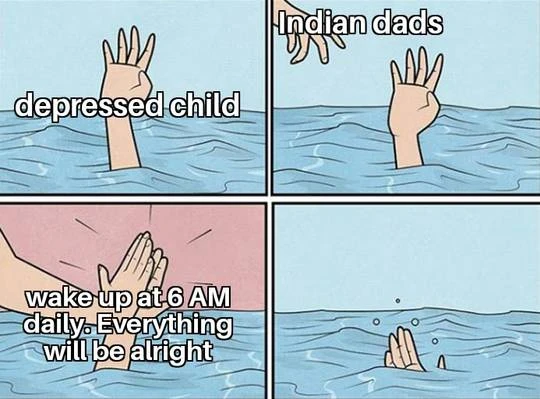 depressed child
Indian dads
wake up at 6 AM
daily. Everything
will be alright